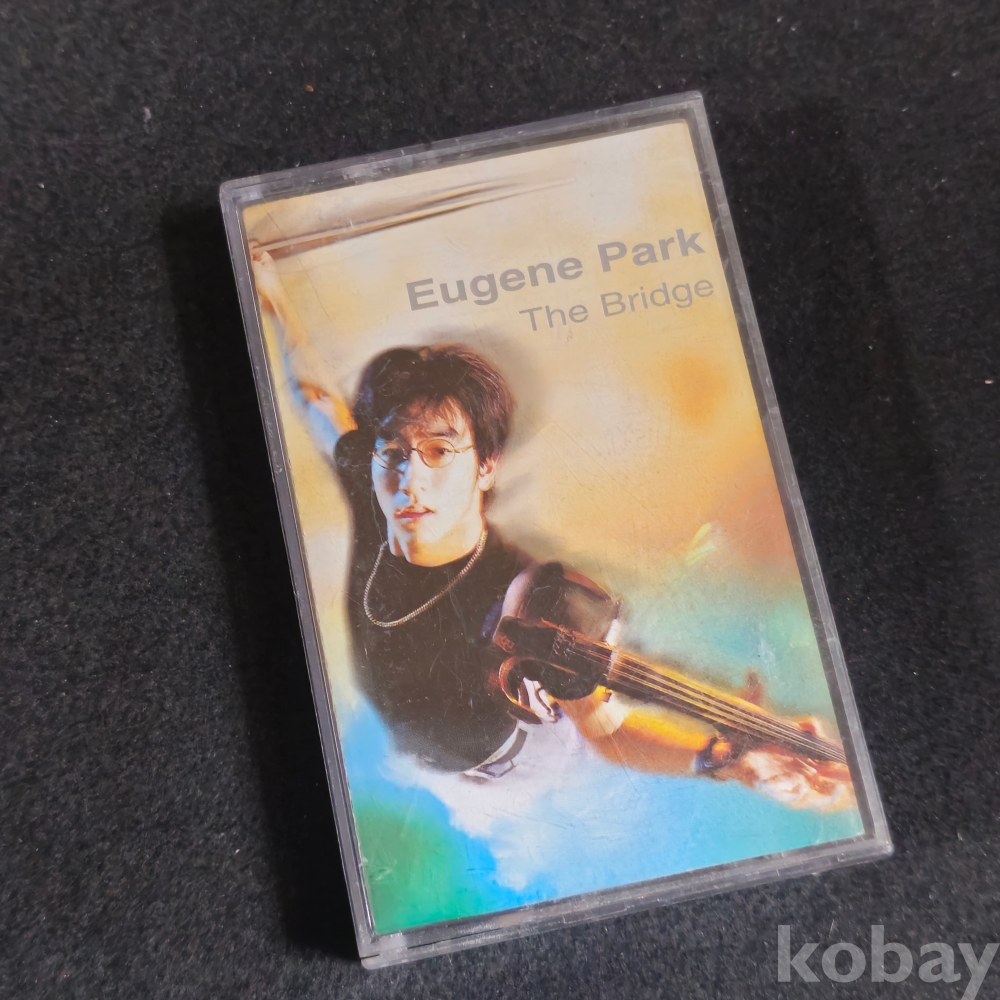 Eugene Park
The Bridge
kobay